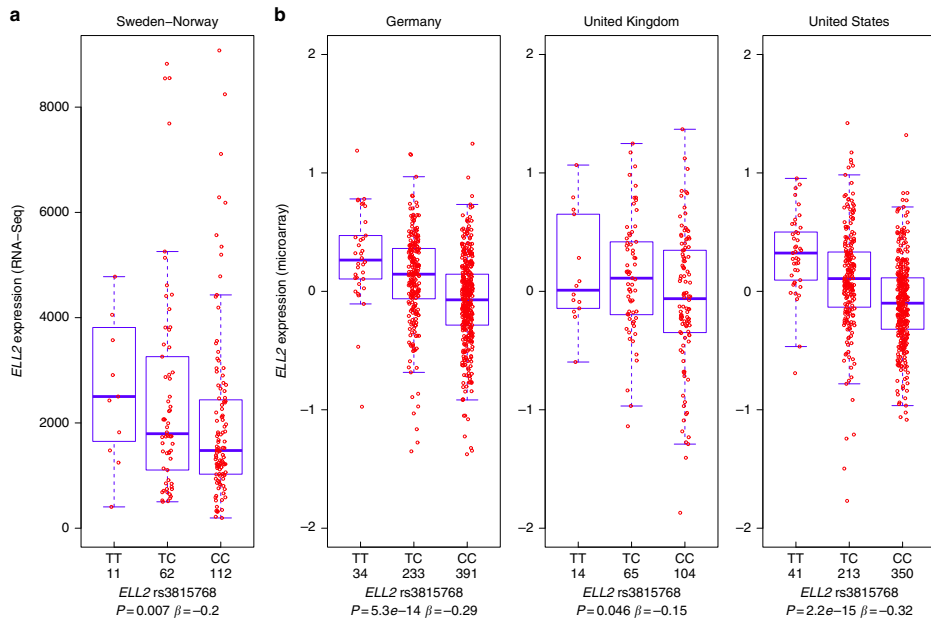 a
Sweden–Norway
ELL2 expression (RNA–Seq)
8000
6000
4000
2000
0
TT TC CC
11 62 112
ELL2 rs3815768
P=0.007 β=–0.2
b
Germany
ELL2 expression (microarray)
2
1
0
–1
–2
TT TC CC
34 233 391
ELL2 rs3815768
P=5.3e–14 β=–0.29
United Kingdom
2
1
0
–1
–2
TT TC CC
14 65 104
ELL2 rs3815768
P=0.046 β=–0.15
United States
2
1
0
–1
–2
TT TC CC
41 213 350
ELL2 rs3815768
P=2.2e–15 β=–0.32